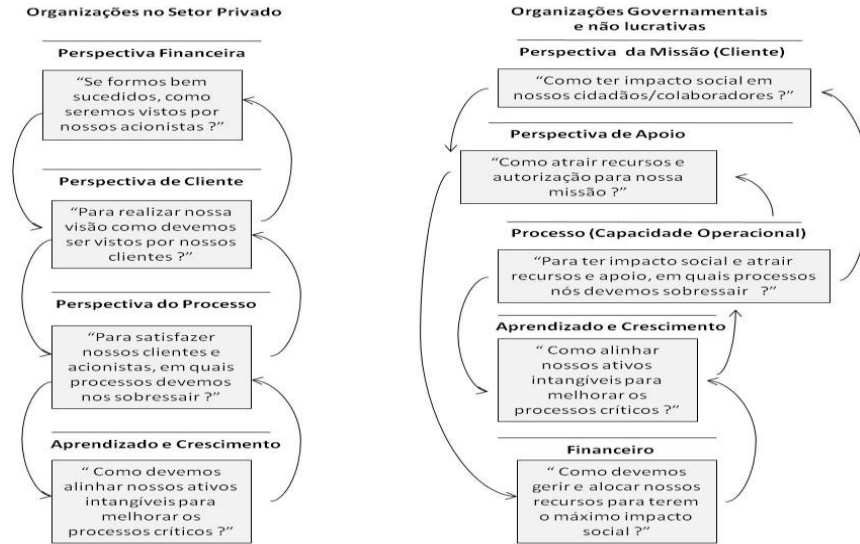 Organizações no Setor Privado
Perspectiva Financeira
“Se formos bem
sucedidos, como
seremos vistos por
nossos acionistas ?”
Perspectiva de Cliente
“Para realizar nossa
visão como devemos
ser vistos por nossos
clientes ?”
Perspectiva do Processo
“Para satisfazer
nossos clientes e
acionistas, em quais
processos devemos
nos sobressair ?”
Aprendizado e Crescimento
“ Como devemos
alinhar nossos ativos
intangíveis para
melhorar os
processos críticos ?”
Organizações Governamentais
e não lucrativas
Perspectiva da Missão (Cliente)
“Como ter impacto social em
nossos cidadãos/colaboradores ?”
Perspectiva de Apoio
“Como atrair recursos e
autorização para nossa
missão ?”
Processo (Capacidade Operacional)
“Para ter impacto social e atrair
recursos e apoio, em quais processos
nós devemos sobressair ?”
Aprendizado e Crescimento
“ Como alinhar
nossos ativos
intangíveis para
melhorar os
processos críticos ?”
Financeiro
“ Como devemos
gerir e alocar nossos
recursos para terem
o máximo impacto
social ?”